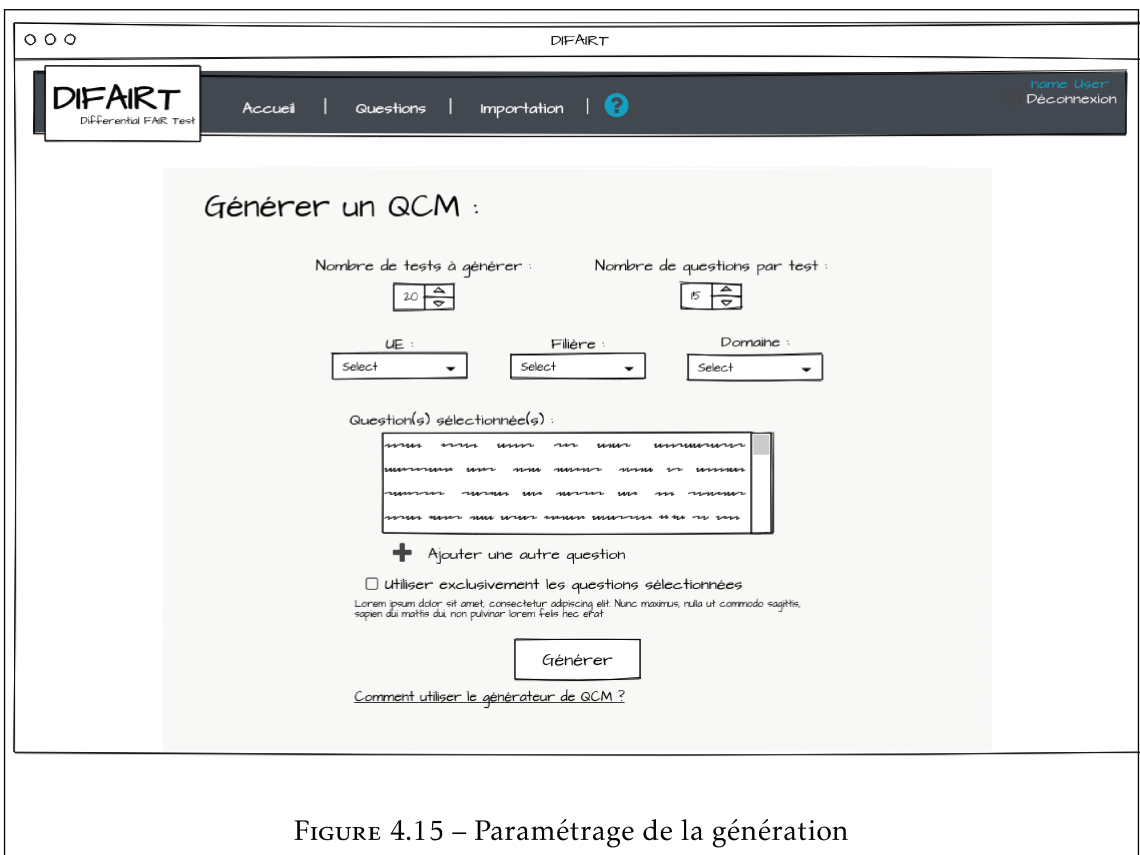 DIFAIRT
DIFAIRT
Differential FAIR Test
Accueil | Questions | Importation | ?
name User
Déconnexion
Générer un QCM :
Nombre de tests à générer : Nombre de questions par test :
20 15
UE : Filière : Domaine :
Select Select Select
Question(s) sélectionnée(s) :
Ajouter une autre question
Utiliser exclusivement les questions sélectionnées
Lorem ipsum dolor sit amet, consectetur adipiscing elit. Nunc maximus, nulla ut commodo sagittis,
sapien dui mattis dui, non pulvinar lorem felis nec erat
Générer
Comment utiliser le générateur de QCM ?
FIGURE 4.15 – Paramétrage de la génération